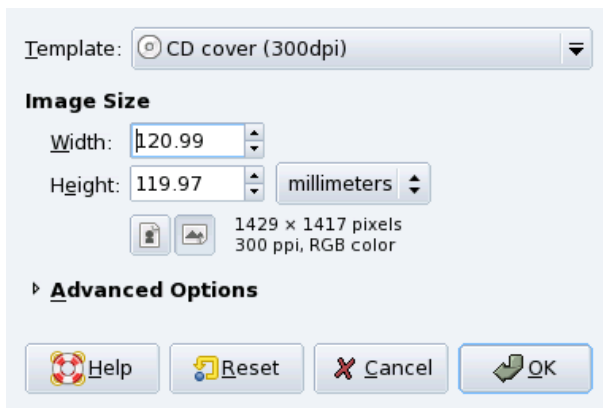 Template: CD cover (300dpi)
Image Size
Width: 120.99
Height: 119.97 millimeters
1429 × 1417 pixels
300 ppi, RGB color
Advanced Options
Help Reset Cancel OK